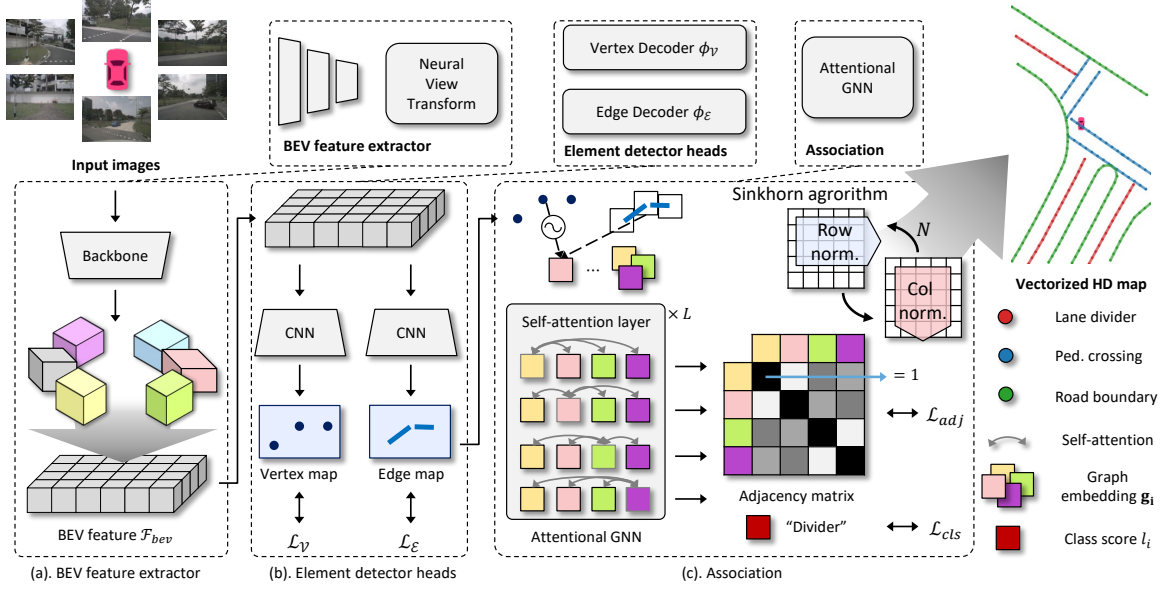 Input images
Neural
View
Transform
BEV feature extractor
Vertex Decoder ϕ𝒱
Edge Decoder ϕℰ
Element detector heads
Attentional
GNN
Association
Backbone
BEV feature ℱbev
(a). BEV feature extractor
CNN
CNN
Vertex map
Edge map
ℒ𝒱
ℒℰ
(b). Element detector heads
...
Self-attention layer
× L
Attentional GNN
Sinkhorn agrorithm
Row
norm.
N
Col
norm.
= 1
ℒadj
Adjacency matrix
“Divider”
ℒcls
(c). Association
Vectorized HD map
Lane divider
Ped. crossing
Road boundary
Self-attention
Graph
embedding gi
Class score li